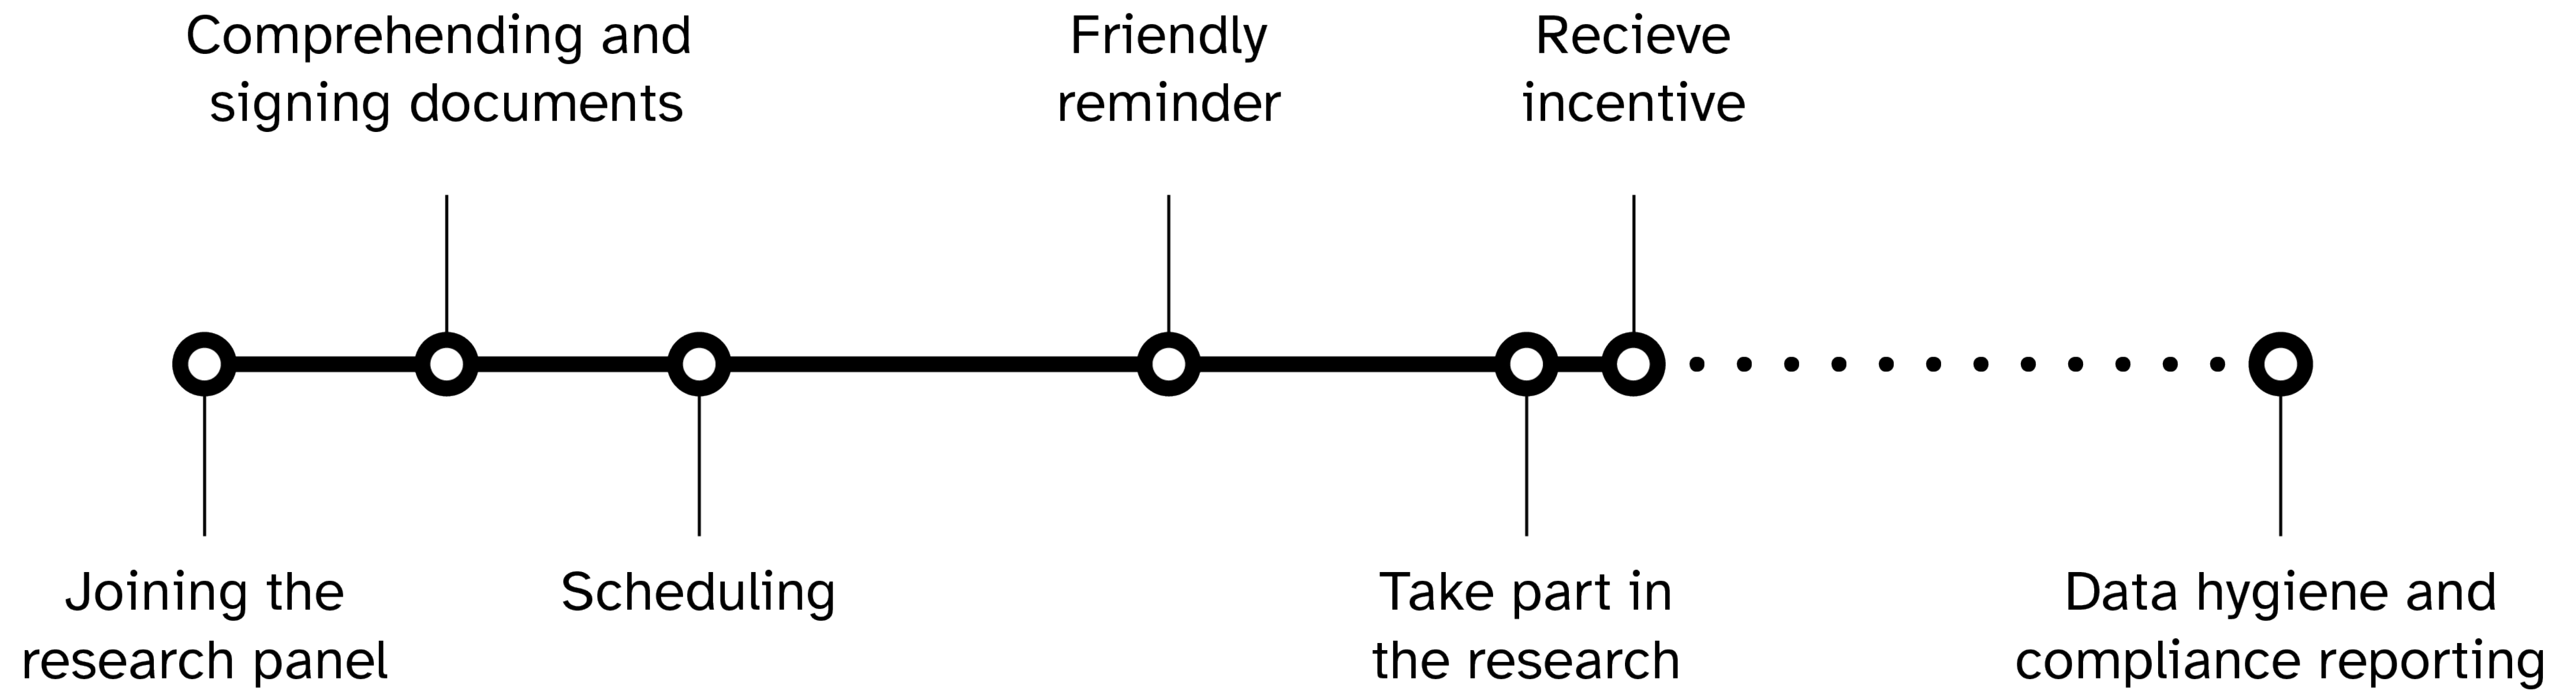 Comprehending and
signing documents
Friendly
reminder
Recieve
incentive
Joining the
research panel
Scheduling
Take part in
the research
Data hygiene and
compliance reporting